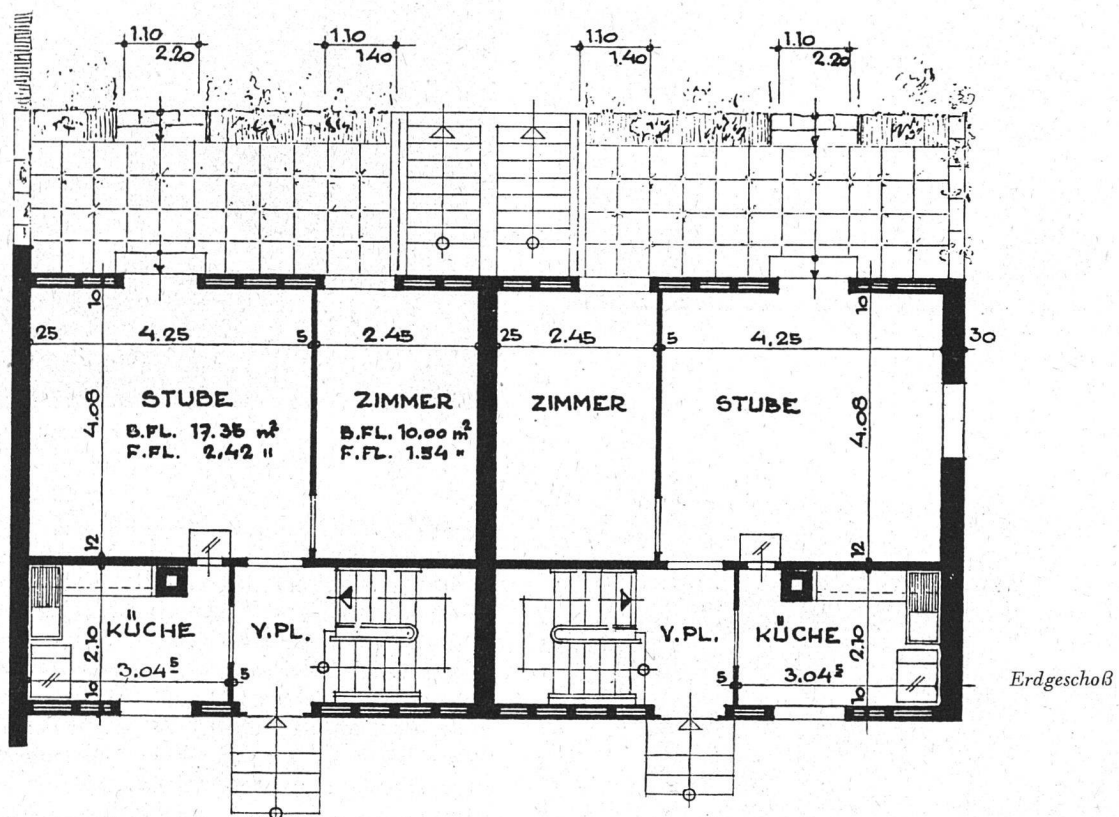 1.10 1.10 1.10 1.10
2.20 1.40 1.40 2.20
10 10
25 4.25 5 2.45 25 2.45 5 4.25 30
STUBE ZIMMER ZIMMER STUBE
4.08 4.08
B.FL. 17.35 m² B.FL. 10.00 m²
F.FL. 2.42 " F.FL. 1.54 "
12 12
KÜCHE V.PL. V.PL. KÜCHE
2.10 2.10
3.04⁵ 5 5 3.04⁵
Erdgeschoß
10 10